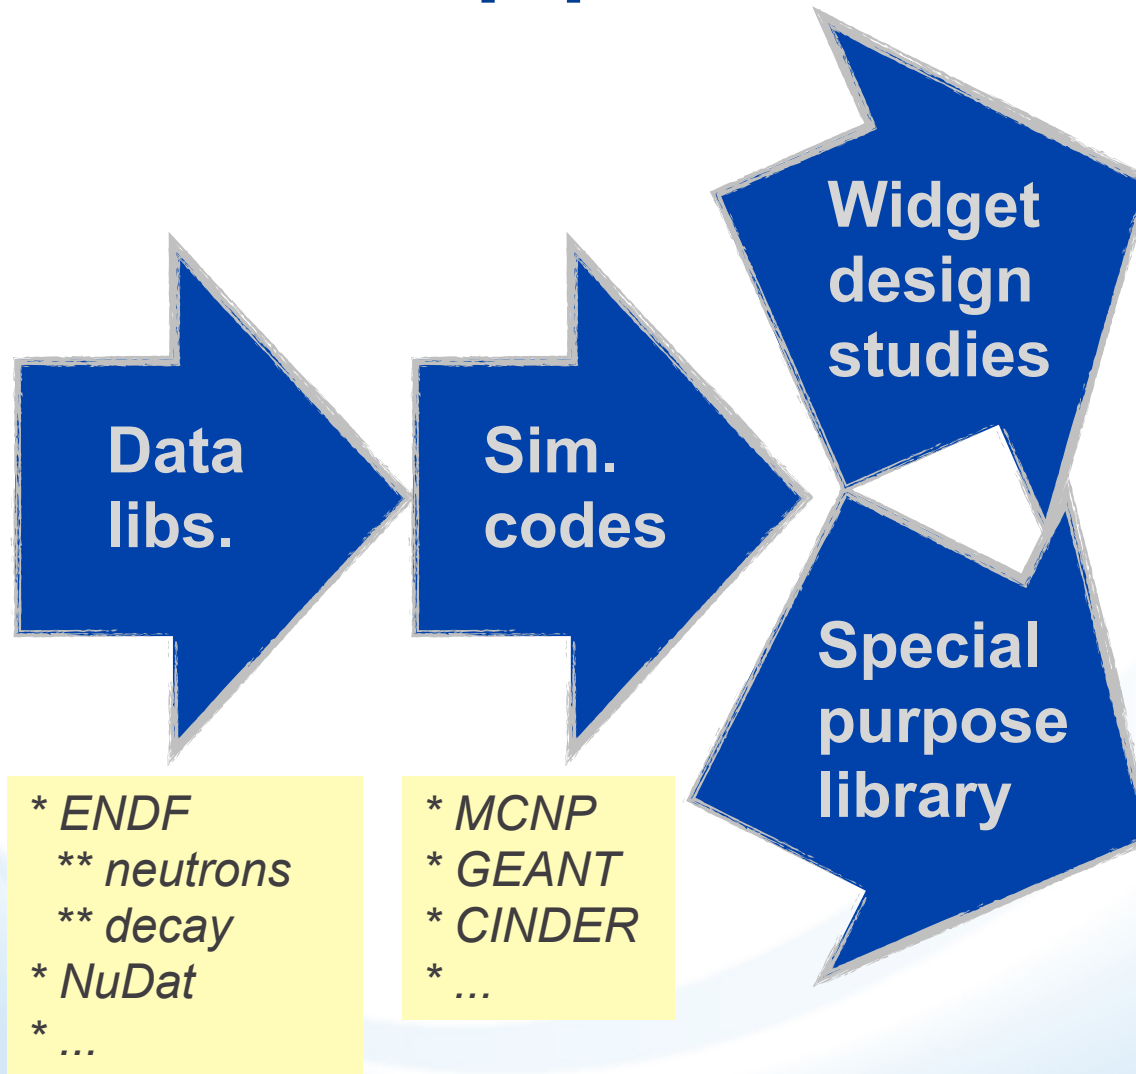 Data
libs.
Sim.
codes
Widget
design
studies
Special
purpose
library
* ENDF
** neutrons
** decay
* NuDat
* ...
* MCNP
* GEANT
* CINDER
* ...